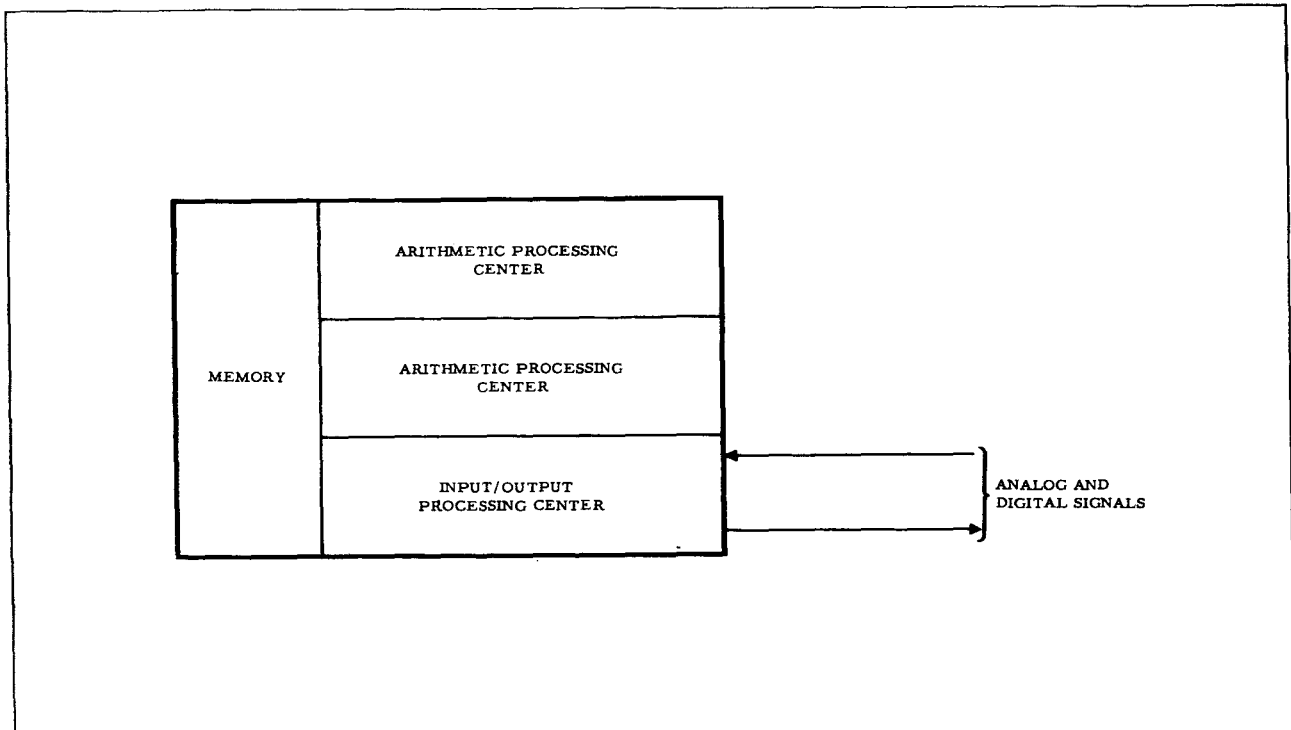 ARITHMETIC PROCESSING
CENTER
MEMORY
ARITHMETIC PROCESSING
CENTER
INPUT/OUTPUT
PROCESSING CENTER
ANALOG AND
DIGITAL SIGNALS